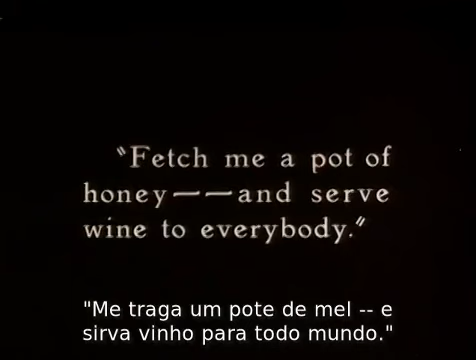 "Fetch me a pot of
honey——and serve
wine to everybody."
"Me traga um pote de mel -- e
sirva vinho para todo mundo."